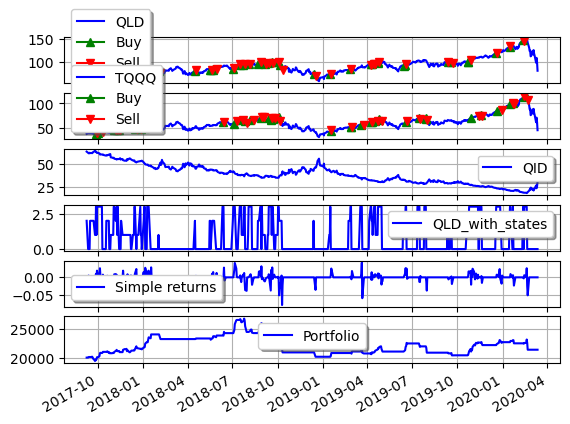 QLD
Buy
Sell
150
100
TQQQ
Buy
Sell
100
50
QID
50
25
QLD_with_states
2.5
0.0
Simple returns
0.00
−0.05
Portfolio
25000
20000
2017-10 2018-01 2018-04 2018-07 2018-10 2019-01 2019-04 2019-07 2019-10 2020-01 2020-04